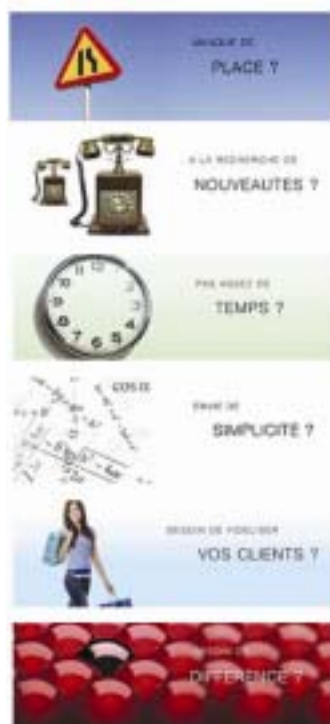 MANQUE DE
PLACE ?
A LA RECHERCHE DE
NOUVEAUTES ?
PAS ASSEZ DE
TEMPS ?
ENVIE DE
SIMPLICITÉ ?
BESOIN DE FIDELISER
VOS CLIENTS ?
DIFFERENCE ?